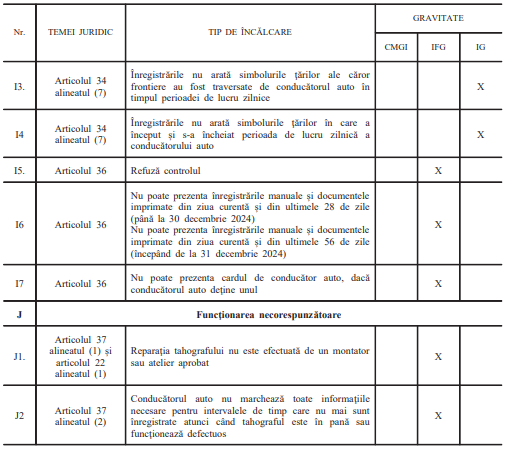 Nr.
TEMEI JURIDIC
TIP DE ÎNCĂLCARE
GRAVITATE
CMGI
IFG
IG
I3.
Articolul 34
alineatul (7)
Înregistrările nu arată simbolurile țărilor ale căror
frontiere au fost traversate de conducătorul auto în
timpul perioadei de lucru zilnice
X
I4
Articolul 34
alineatul (7)
Înregistrările nu arată simbolurile țărilor în care a
început și s-a încheiat perioada de lucru zilnică a
conducătorului auto
X
I5.
Articolul 36
Refuză controlul
X
I6
Articolul 36
Nu poate prezenta înregistrările manuale și documentele
imprimate din ziua curentă și din ultimele 28 de zile
(până la 30 decembrie 2024)
Nu poate prezenta înregistrările manuale și documentele
imprimate din ziua curentă și din ultimele 56 de zile
(începând de la 31 decembrie 2024)
X
I7
Articolul 36
Nu poate prezenta cardul de conducător auto, dacă
conducătorul auto deține unul
X
J
Funcționarea necorespunzătoare
J1.
Articolul 37
alineatul (1) și
articolul 22
alineatul (1)
Reparația tahografului nu este efectuată de un montator
sau atelier aprobat
X
J2
Articolul 37
alineatul (2)
Conducătorul auto nu marchează toate informațiile
necesare pentru intervalele de timp care nu mai sunt
înregistrate atunci când tahograful este în pană sau
funcționează defectuos
X